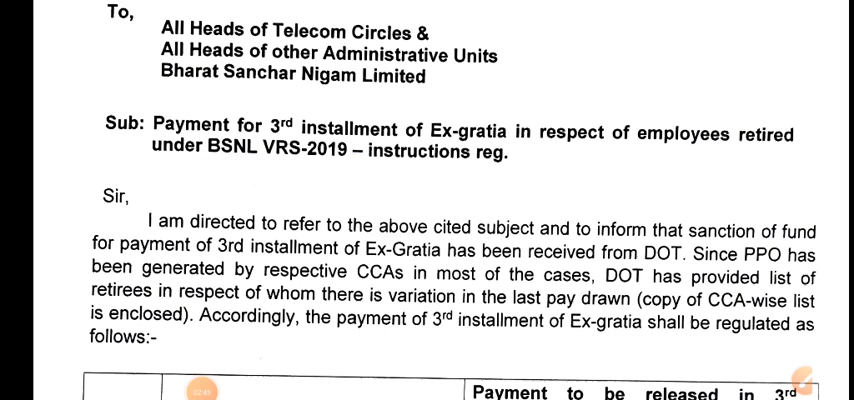 To,
All Heads of Telecom Circles &
All Heads of other Administrative Units
Bharat Sanchar Nigam Limited
Sub: Payment for 3rd installment of Ex-gratia in respect of employees retired
under BSNL VRS-2019 – instructions reg.
Sir,
I am directed to refer to the above cited subject and to inform that sanction of fund
for payment of 3rd installment of Ex-Gratia has been received from DOT. Since PPO has
been generated by respective CCAs in most of the cases, DOT has provided list of
retirees in respect of whom there is variation in the last pay drawn (copy of CCA-wise list
is enclosed). Accordingly, the payment of 3rd installment of Ex-gratia shall be regulated as
follows:-
Payment to be released in 3rd
02:45